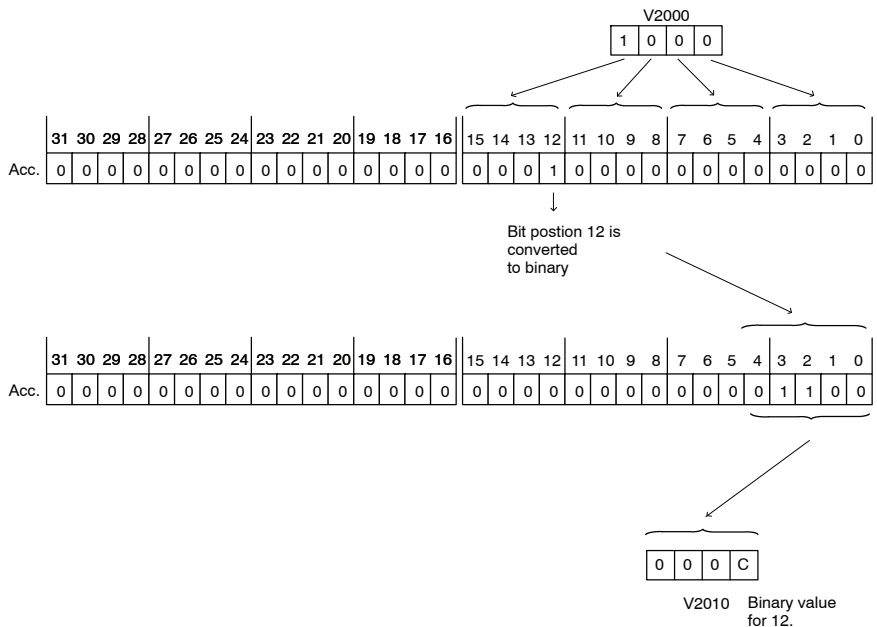 V2000
1 0 0 0
31 30 29 28 27 26 25 24 23 22 21 20 19 18 17 16 15 14 13 12 11 10 9 8 7 6 5 4 3 2 1 0
Acc. 0 0 0 0 0 0 0 0 0 0 0 0 0 0 0 0 0 0 0 1 0 0 0 0 0 0 0 0 0 0 0 0
Bit postion 12 is
converted
to binary
31 30 29 28 27 26 25 24 23 22 21 20 19 18 17 16 15 14 13 12 11 10 9 8 7 6 5 4 3 2 1 0
Acc. 0 0 0 0 0 0 0 0 0 0 0 0 0 0 0 0 0 0 0 0 0 0 0 0 0 0 0 0 1 1 0 0
0 0 0 C
V2010 Binary value
for 12.